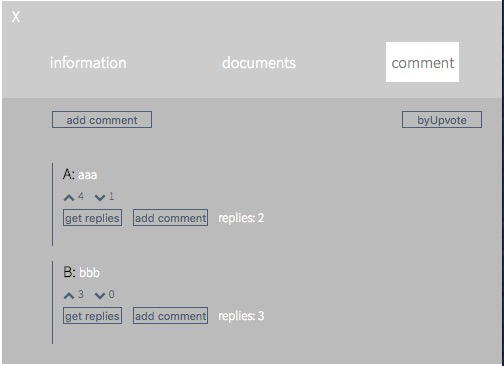 X
information documents comment
add comment byUpvote
A: aaa
4 1
get replies add comment replies: 2
B: bbb
3 0
get replies add comment replies: 3